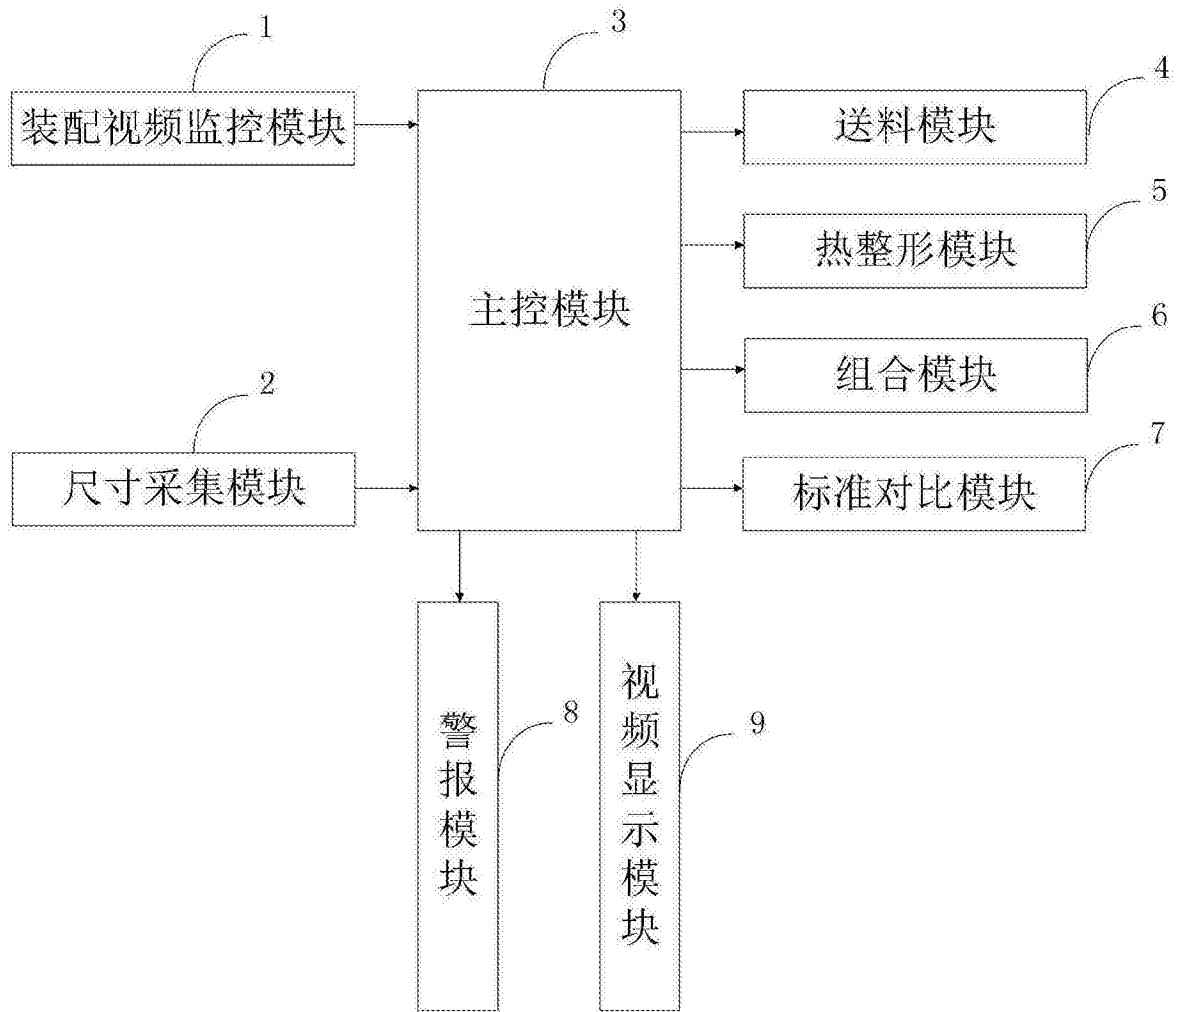 1
装配视频监控模块
2
尺寸采集模块
3
主控模块
4
送料模块
5
热整形模块
6
组合模块
7
标准对比模块
8
警报模块
9
视频显示模块